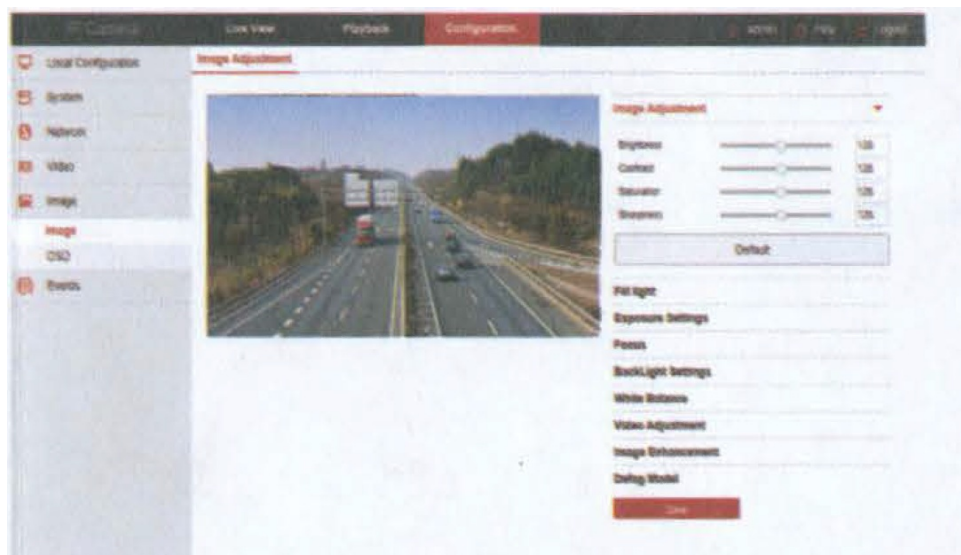 IP Camera Live View Playback Configuration admin Help Logout
Local Configuration
System
Network
Video
Image
Image
OSD
Events
Image Adjustment
Image Adjustment
Brightness 128
Contrast 128
Saturation 128
Sharpness 128
Default
Fill light
Exposure Settings
Focus
BackLight Settings
White Balance
Video Adjustment
Image Enhancement
Defog Model
Save